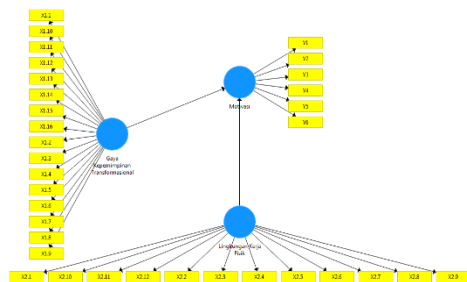 X1.1
X1.10
X1.11
X1.12
X1.13
X1.14
X1.15
X1.16
X1.2
X1.3
X1.4
X1.5
X1.6
X1.7
X1.8
X1.9
Gaya
Kepemimpinan
Transformasional
Y1
Y2
Y3
Y4
Y5
Y6
Motivasi
Lingkungan Kerja
Fisik
X2.1
X2.10
X2.11
X2.12
X2.2
X2.3
X2.4
X2.5
X2.6
X2.7
X2.8
X2.9